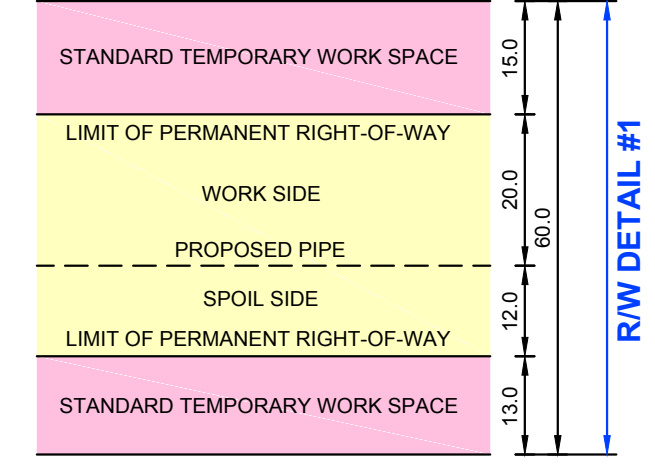 STANDARD TEMPORARY WORK SPACE
15.0
LIMIT OF PERMANENT RIGHT-OF-WAY
WORK SIDE
20.0
PROPOSED PIPE
60.0
SPOIL SIDE
12.0
LIMIT OF PERMANENT RIGHT-OF-WAY
STANDARD TEMPORARY WORK SPACE
13.0
R/W DETAIL #1